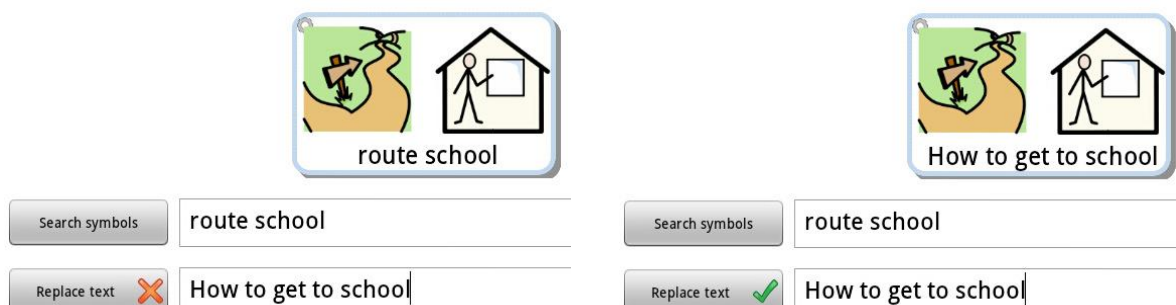 route school
Search symbols
route school
Replace text
How to get to school
How to get to school
Search symbols
route school
Replace text
How to get to school